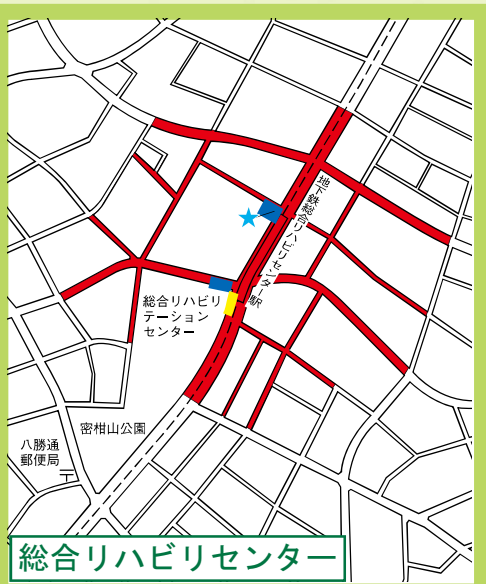 地下鉄総合リハビリセンター駅
総合リハビリ
テーション
センター
密柑山公園
八勝通
郵便局
〒
総合リハビリセンター